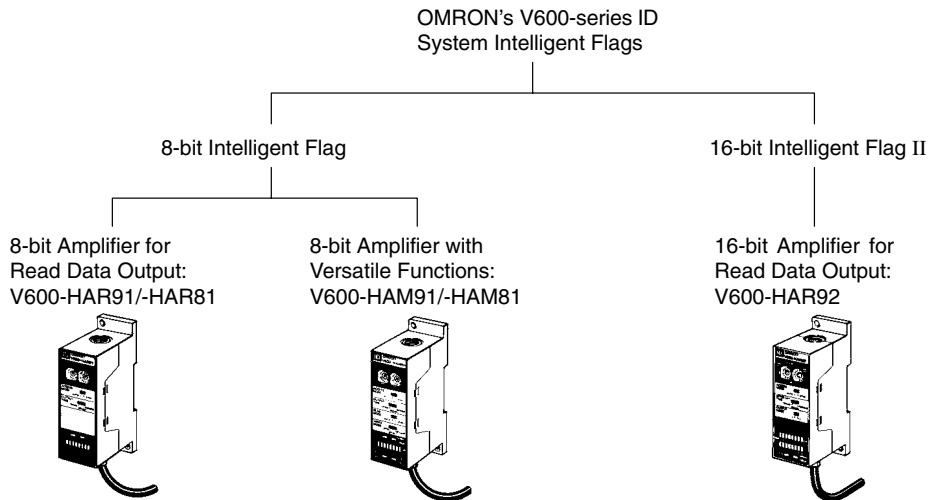 OMRON's V600-series ID
System Intelligent Flags
8-bit Intelligent Flag
16-bit Intelligent Flag II
8-bit Amplifier for
Read Data Output:
V600-HAR91/-HAR81
8-bit Amplifier with
Versatile Functions:
V600-HAM91/-HAM81
16-bit Amplifier for
Read Data Output:
V600-HAR92